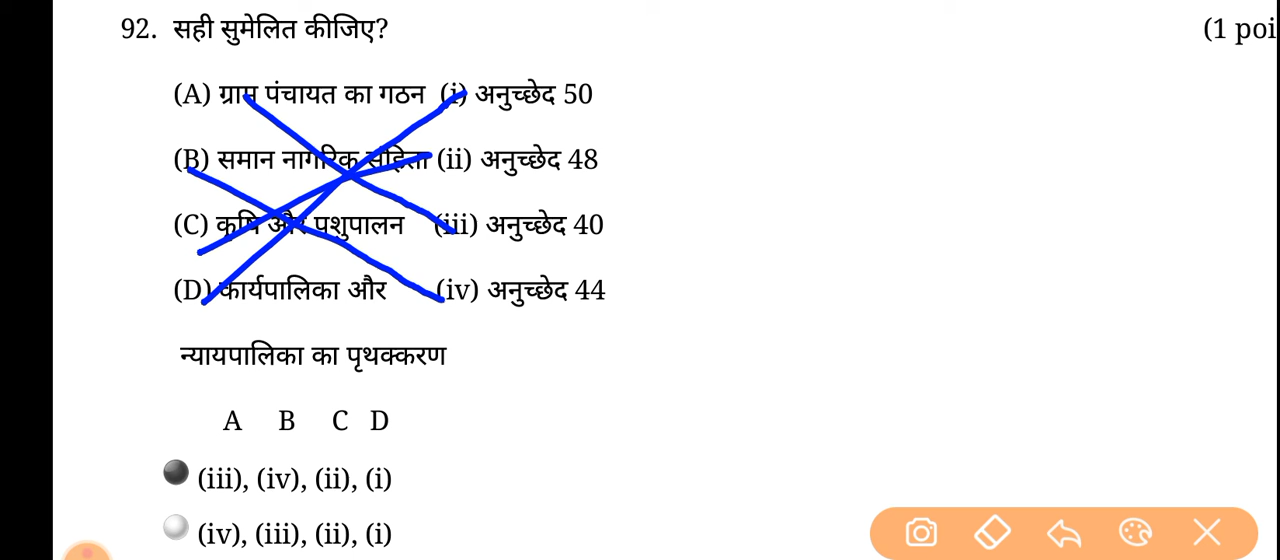 92. सही सुमेलित कीजिए? (1 poi
(A) ग्राम पंचायत का गठन (i) अनुच्छेद 50
(B) समान नागरिक संहिता (ii) अनुच्छेद 48
(C) कृषि और पशुपालन (iii) अनुच्छेद 40
(D) कार्यपालिका और (iv) अनुच्छेद 44
न्यायपालिका का पृथक्करण
A B C D
(iii), (iv), (ii), (i)
(iv), (iii), (ii), (i)